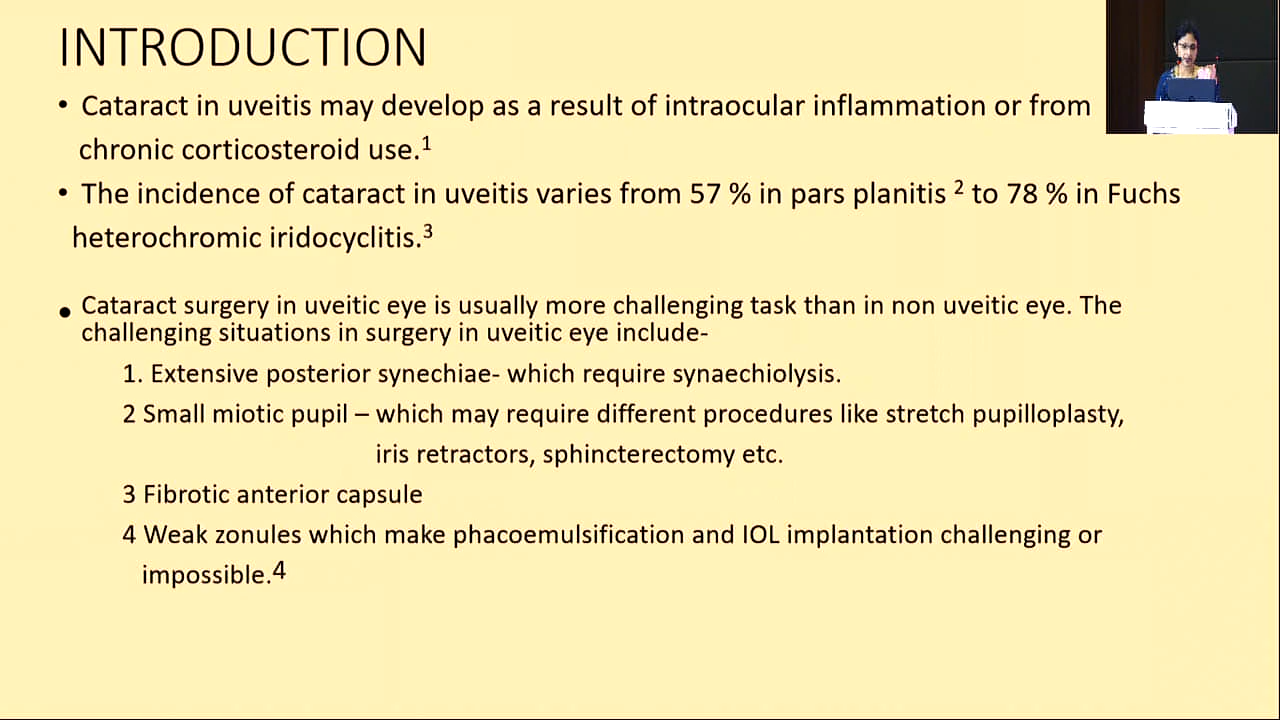 INTRODUCTION
• Cataract in uveitis may develop as a result of intraocular inflammation or from
chronic corticosteroid use.1
• The incidence of cataract in uveitis varies from 57 % in pars planitis 2 to 78 % in Fuchs
heterochromic iridocyclitis.3
• Cataract surgery in uveitic eye is usually more challenging task than in non uveitic eye. The
challenging situations in surgery in uveitic eye include-
1. Extensive posterior synechiae- which require synaechiolysis.
2 Small miotic pupil – which may require different procedures like stretch pupilloplasty,
iris retractors, sphincterectomy etc.
3 Fibrotic anterior capsule
4 Weak zonules which make phacoemulsification and IOL implantation challenging or
impossible.4